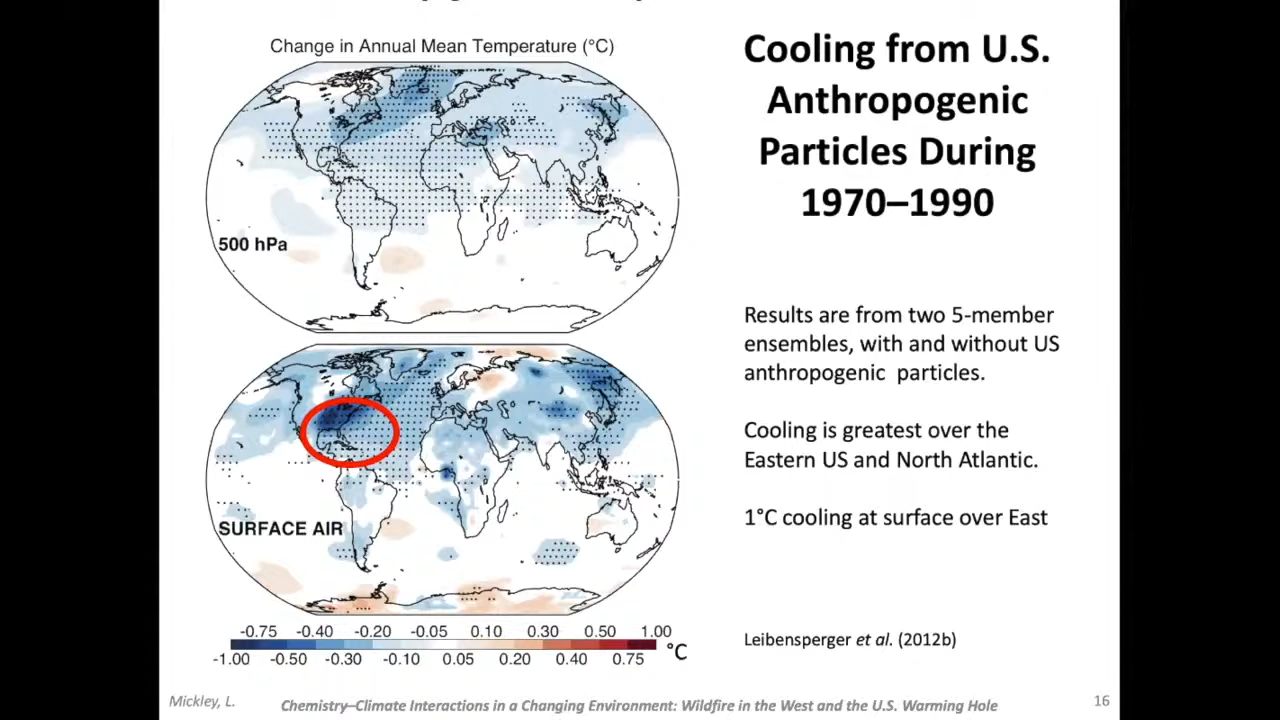 Change in Annual Mean Temperature (°C)
500 hPa
SURFACE AIR
-0.75 -0.40 -0.20 -0.05 0.10 0.30 0.50 1.00
-1.00 -0.50 -0.30 -0.10 0.05 0.20 0.40 0.75
°C
Cooling from U.S.
Anthropogenic
Particles During
1970–1990
Results are from two 5-member
ensembles, with and without US
anthropogenic particles.
Cooling is greatest over the
Eastern US and North Atlantic.
1°C cooling at surface over East
Leibensperger et al. (2012b)
Mickley, L.
Chemistry–Climate Interactions in a Changing Environment: Wildfire in the West and the U.S. Warming Hole
16